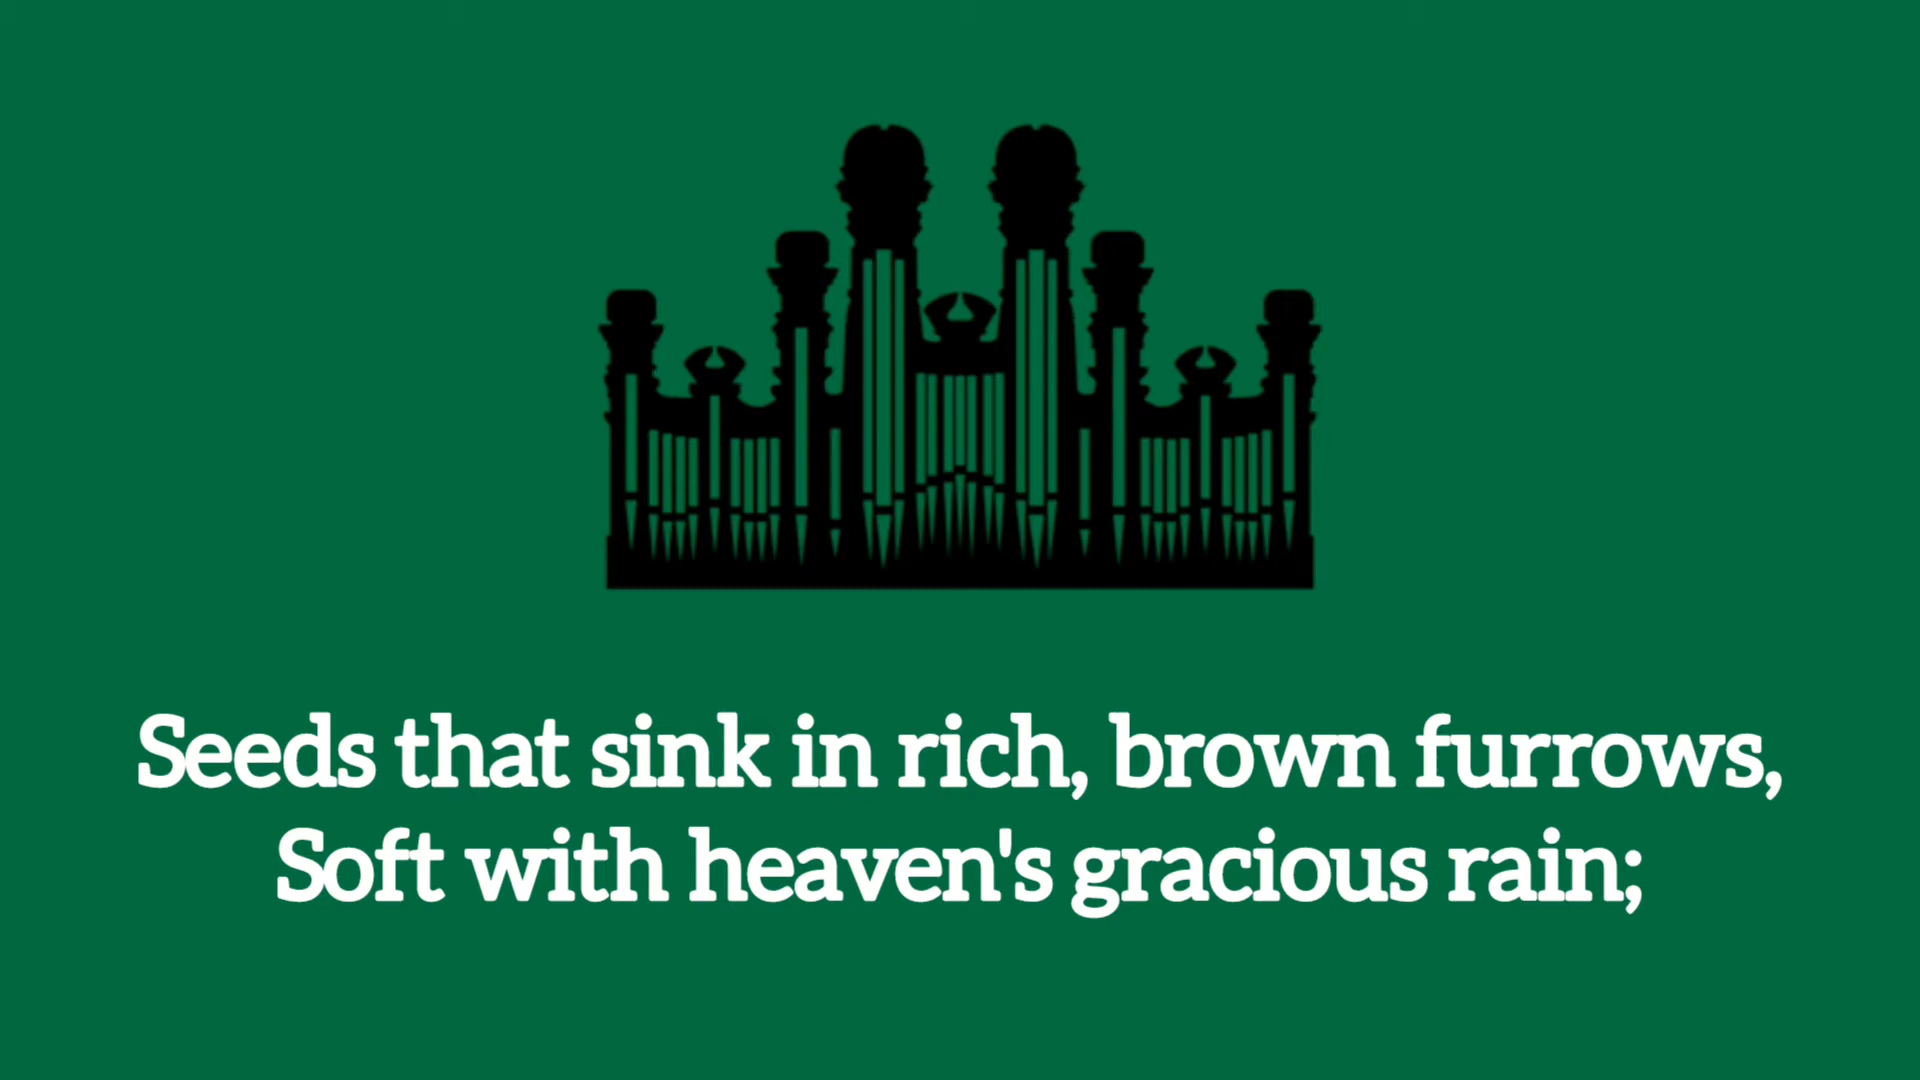 Seeds that sink in rich, brown furrows,
Soft with heaven's gracious rain;